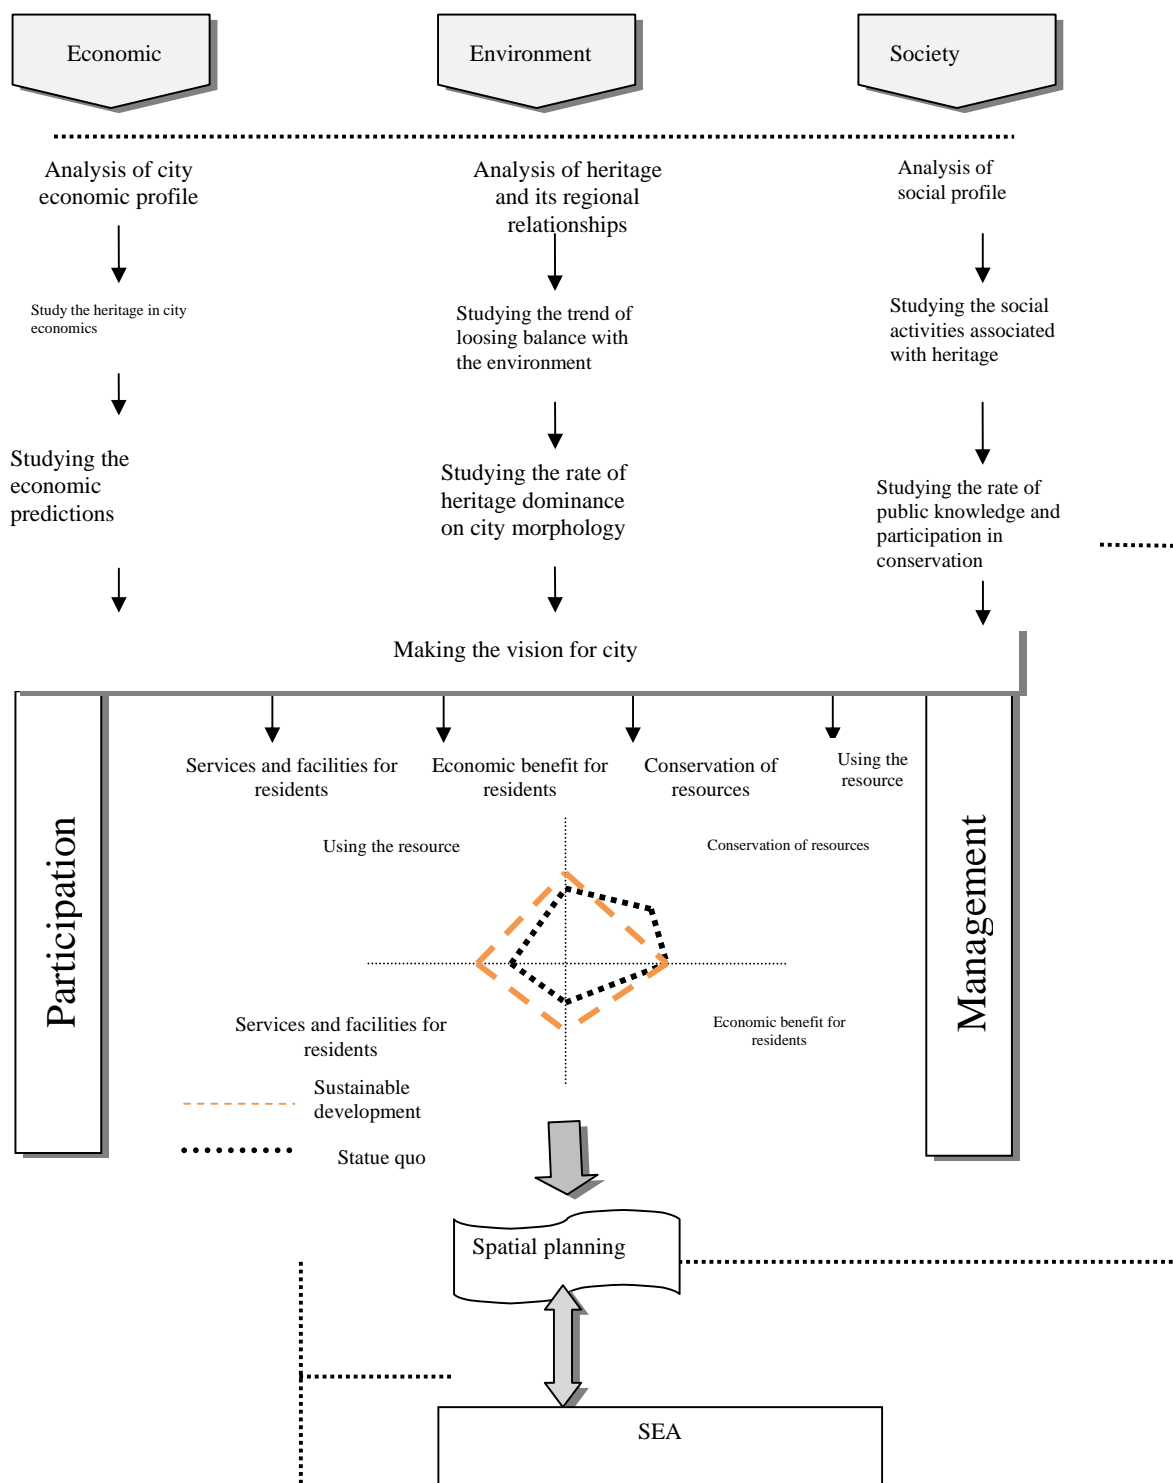 Economic
Environment
Society
Analysis of city
economic profile
Analysis of heritage
and its regional
relationships
Analysis of
social profile
Study the heritage in city
economics
Studying the trend of
loosing balance with
the environment
Studying the social
activities associated
with heritage
Studying the
economic
predictions
Studying the rate of
heritage dominance
on city morphology
Studying the rate of
public knowledge and
participation in
conservation
Making the vision for city
Participation
Services and facilities for
residents
Economic benefit for
residents
Conservation of
resources
Using the
resource
Management
Using the resource
Conservation of resources
Services and facilities for
residents
Economic benefit for
residents
Sustainable
development
Statue quo
Spatial planning
SEA